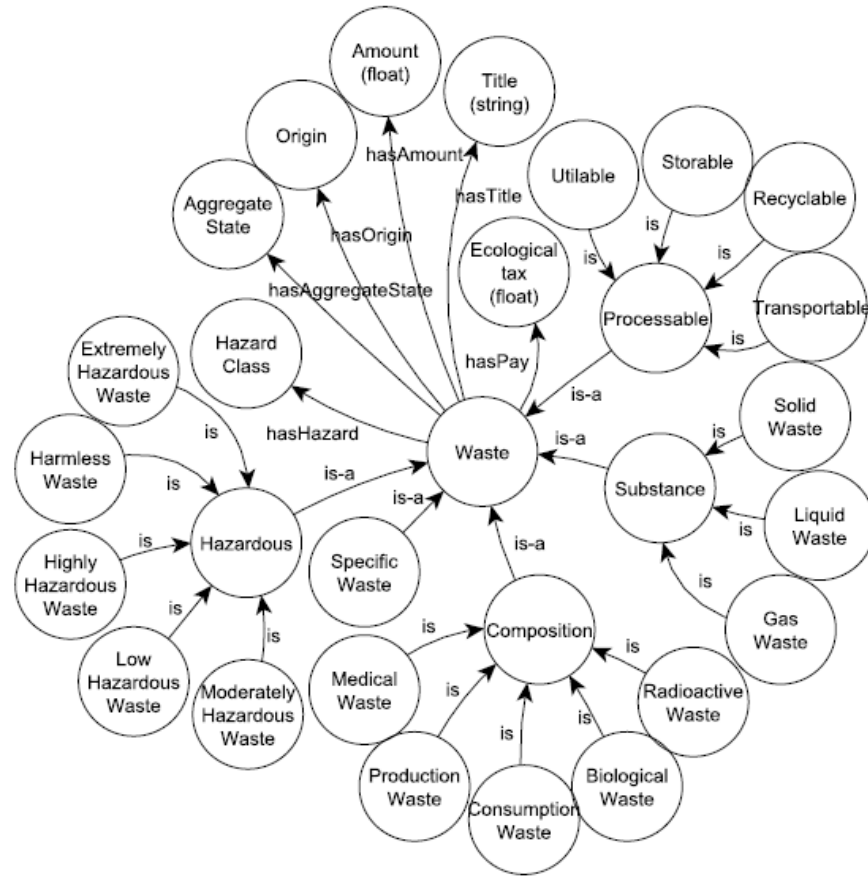 Amount
(float)
Title
(string)
Origin
hasAmount
Utilable
Storable
Aggregate
State
hasTitle
Recyclable
hasOrigin
Ecological
tax
(float)
is
is
is
hasAggregateState
Processable
is
Transportable
Extremely
Hazardous
Waste
Hazard
Class
hasPay
is-a
Solid
Waste
is
hasHazard
Waste
is-a
is
Harmless
Waste
is
is-a
is-a
Substance
Liquid
Waste
is
Highly
Hazardous
Waste
is
Hazardous
Specific
Waste
is-a
is
Gas
Waste
is
is
Low
Hazardous
Waste
Moderately
Hazardous
Waste
Medical
Waste
is
Composition
is
Radioactive
Waste
is
is
is
Production
Waste
Consumption
Waste
Biological
Waste